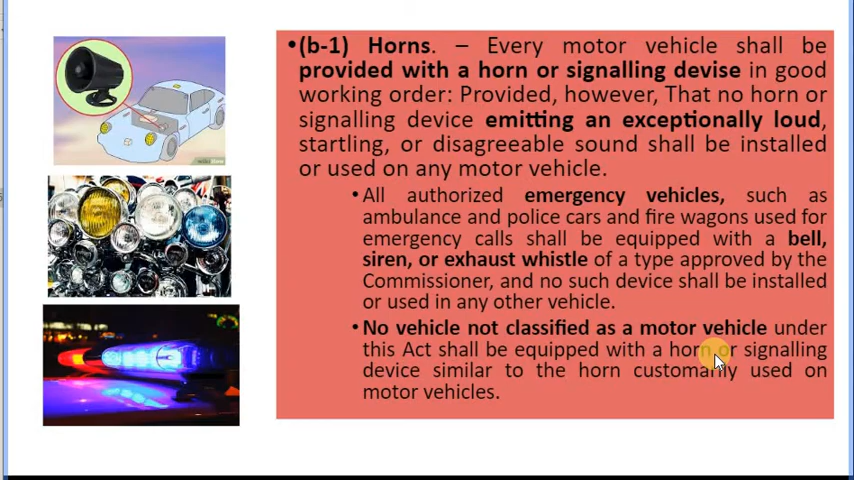 •(b-1) Horns. – Every motor vehicle shall be
provided with a horn or signalling devise in good
working order: Provided, however, That no horn or
signalling device emitting an exceptionally loud,
startling, or disagreeable sound shall be installed
or used on any motor vehicle.
•All authorized emergency vehicles, such as
ambulance and police cars and fire wagons used for
emergency calls shall be equipped with a bell,
siren, or exhaust whistle of a type approved by the
Commissioner, and no such device shall be installed
or used in any other vehicle.
•No vehicle not classified as a motor vehicle under
this Act shall be equipped with a horn or signalling
device similar to the horn customarily used on
motor vehicles.